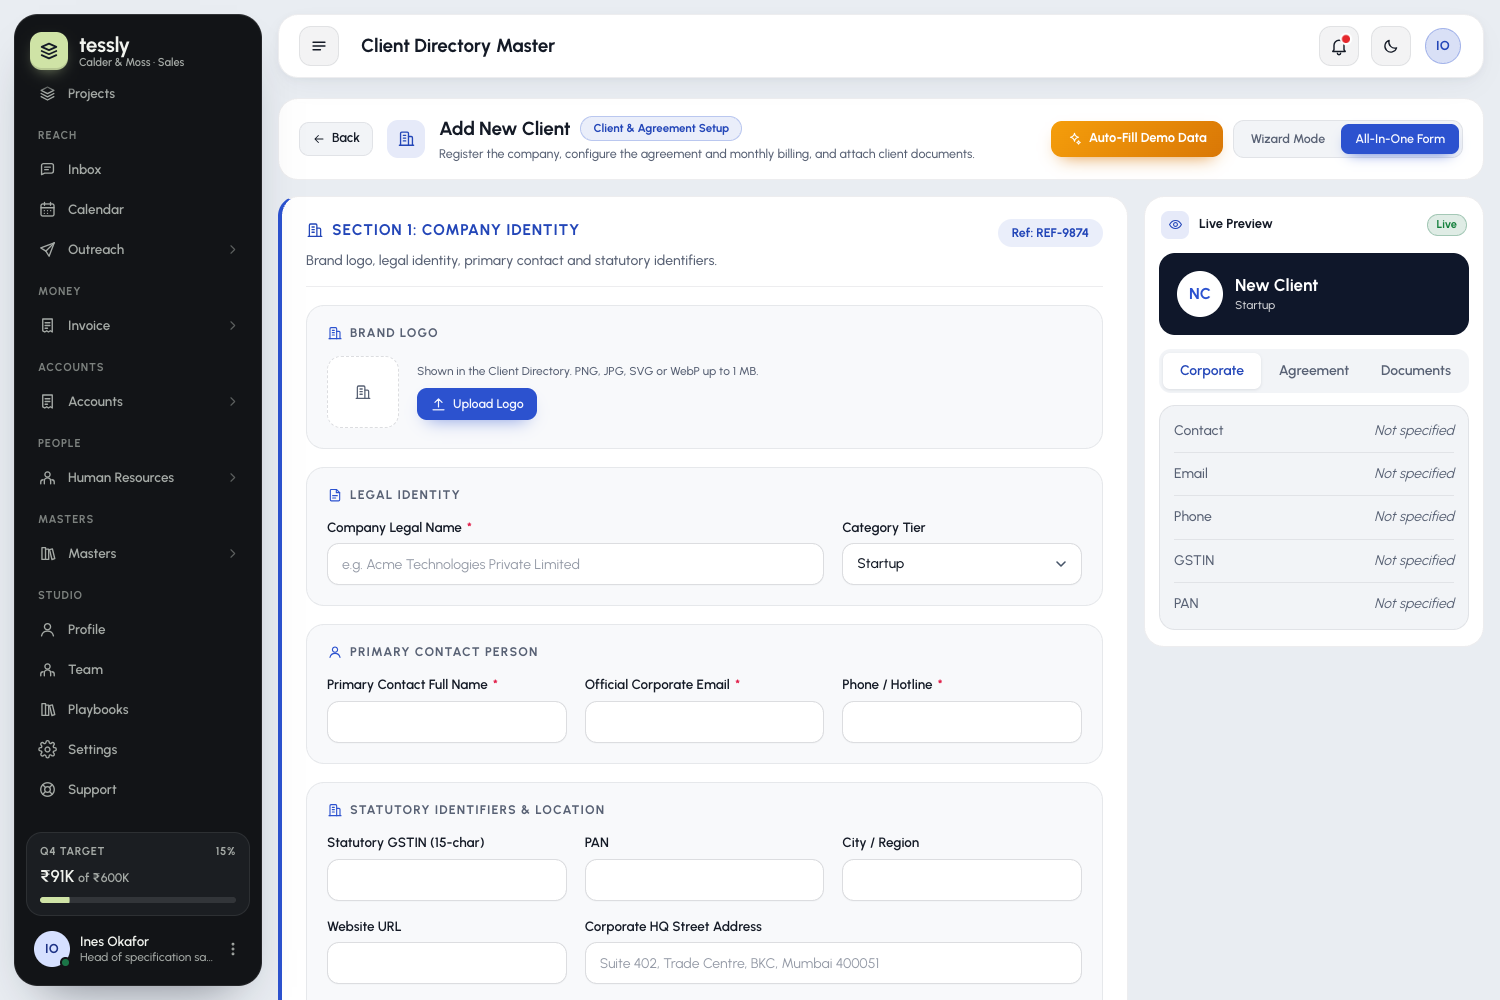 tessly
Calder & Moss · Sales
Projects
REACH
Inbox
Calendar
Outreach
MONEY
Invoice
ACCOUNTS
Accounts
PEOPLE
Human Resources
MASTERS
Masters
STUDIO
Profile
Team
Playbooks
Settings
Support
Q4 TARGET 15%
₹91K of ₹600K
IO
Ines Okafor
Head of specification sa...
Client Directory Master
IO
Back
Add New Client
Client & Agreement Setup
Register the company, configure the agreement and monthly billing, and attach client documents.
Auto-Fill Demo Data
Wizard Mode
All-In-One Form
SECTION 1: COMPANY IDENTITY
Ref: REF-9874
Brand logo, legal identity, primary contact and statutory identifiers.
BRAND LOGO
Shown in the Client Directory. PNG, JPG, SVG or WebP up to 1 MB.
Upload Logo
LEGAL IDENTITY
Company Legal Name * Category Tier
e.g. Acme Technologies Private Limited Startup
PRIMARY CONTACT PERSON
Primary Contact Full Name * Official Corporate Email * Phone / Hotline *
STATUTORY IDENTIFIERS & LOCATION
Statutory GSTIN (15-char) PAN City / Region
Website URL Corporate HQ Street Address
Suite 402, Trade Centre, BKC, Mumbai 400051
Live Preview Live
NC
New Client
Startup
Corporate Agreement Documents
Contact Not specified
Email Not specified
Phone Not specified
GSTIN Not specified
PAN Not specified